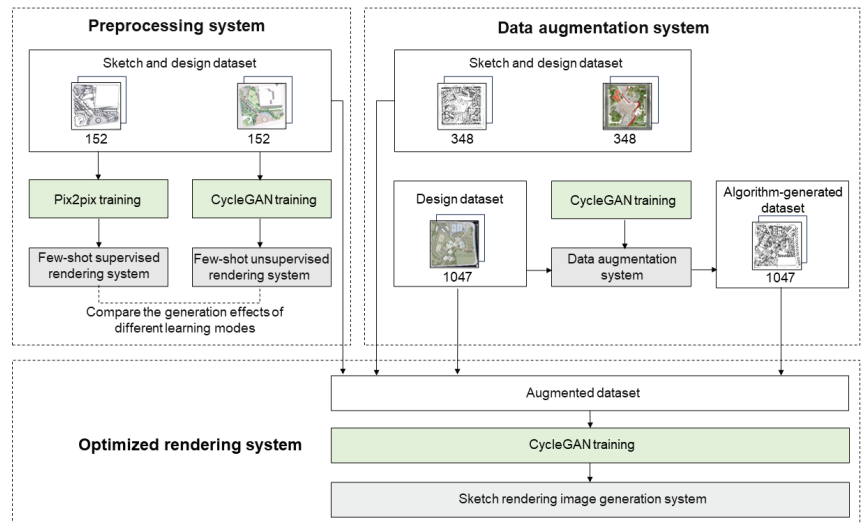 Preprocessing system
Sketch and design dataset
152
152
Pix2pix training
CycleGAN training
Few-shot supervised
rendering system
Few-shot unsupervised
rendering system
Compare the generation effects of
different learning modes
Data augmentation system
Sketch and design dataset
348
348
Design dataset
1047
CycleGAN training
Data augmentation
system
Algorithm-generated
dataset
1047
Optimized rendering system
Augmented dataset
CycleGAN training
Sketch rendering image generation system